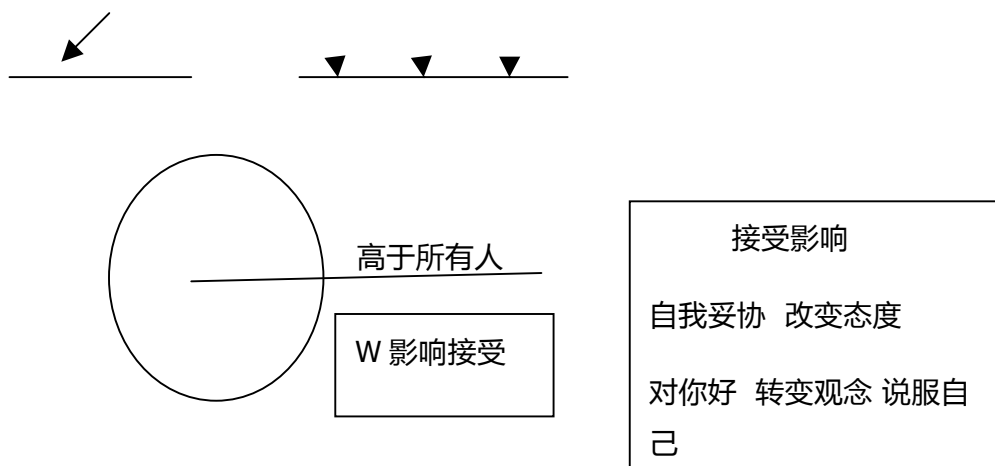 高于所有人
W 影响接受
接受影响
自我妥协 改变态度
对你好 转变观念 说服自
己